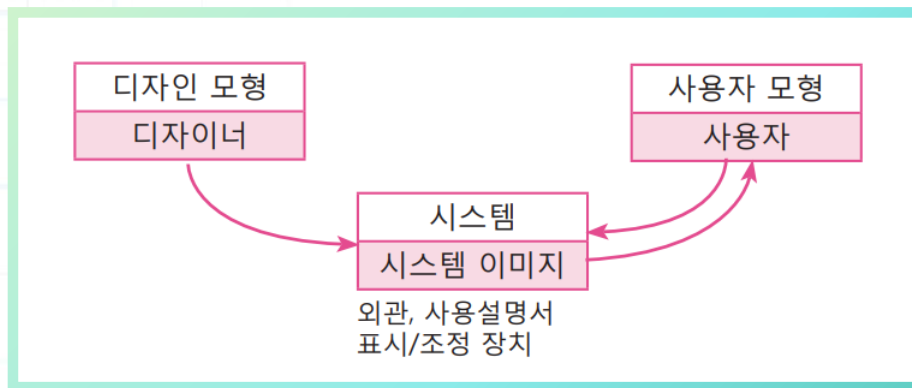 디자인 모형
디자이너
사용자 모형
사용자
시스템
시스템 이미지
외관, 사용설명서
표시/조정 장치